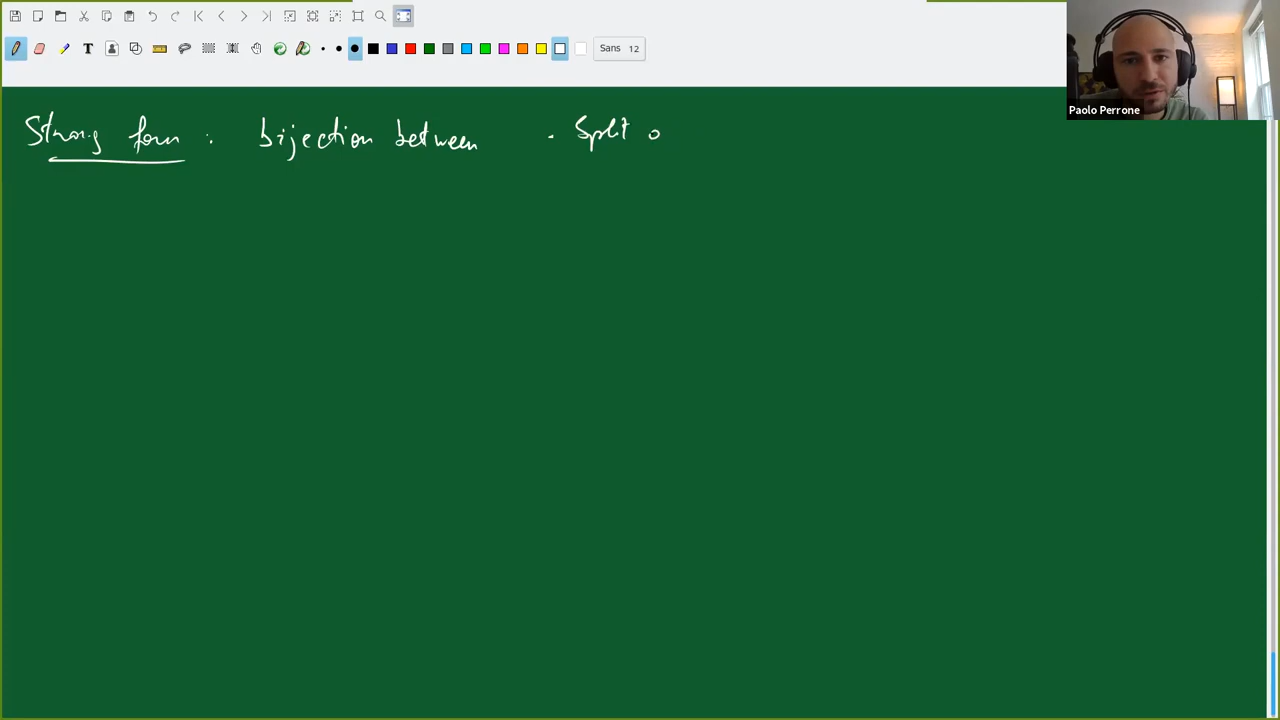 Sans 12
Paolo Perrone
Strong form : bijection between · Split o